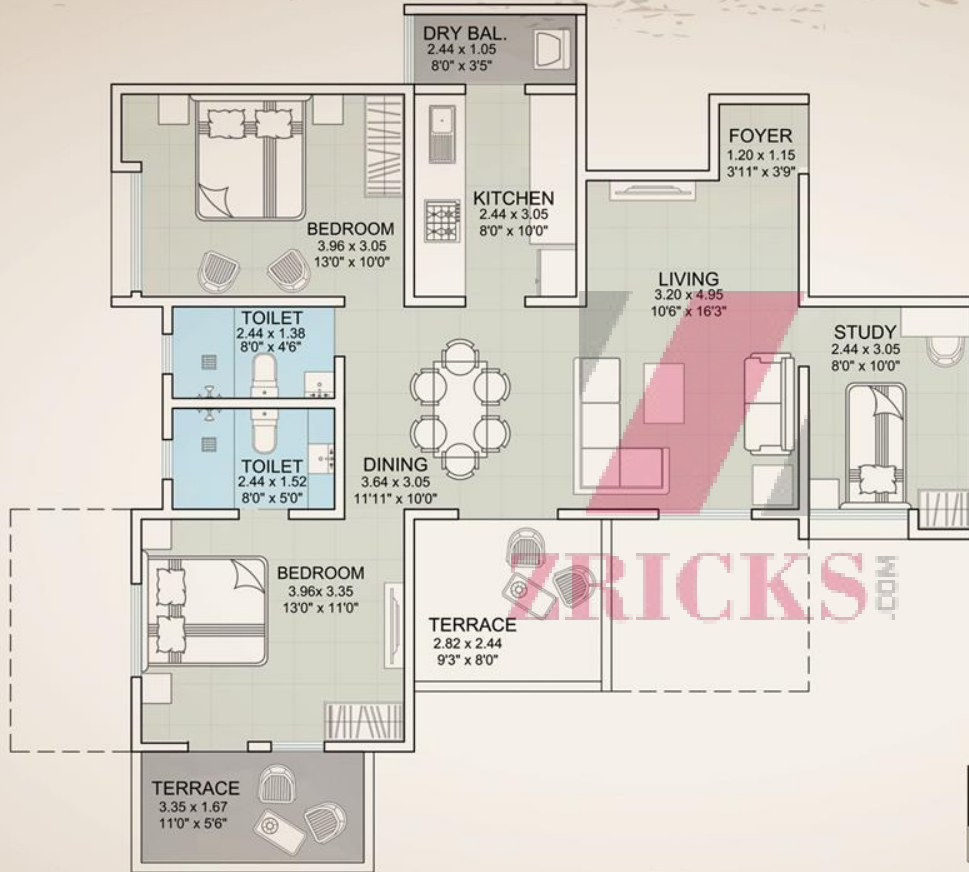 DRY BAL.
2.44 x 1.05
8'0" x 3'5"
FOYER
1.20 x 1.15
3'11" x 3'9"
KITCHEN
2.44 x 3.05
8'0" x 10'0"
BEDROOM
3.96 x 3.05
13'0" x 10'0"
LIVING
3.20 x 4.95
10'6" x 16'3"
TOILET
2.44 x 1.38
8'0" x 4'6"
STUDY
2.44 x 3.05
8'0" x 10'0"
TOILET
2.44 x 1.52
8'0" x 5'0"
DINING
3.64 x 3.05
11'11" x 10'0"
BEDROOM
3.96x 3.35
13'0" x 11'0"
ZRICKS.COM
TERRACE
2.82 x 2.44
9'3" x 8'0"
TERRACE
3.35 x 1.67
11'0" x 5'6"